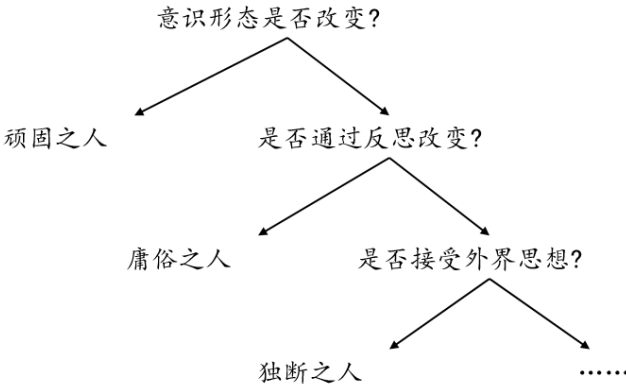 意识形态是否改变?
顽固之人
是否通过反思改变?
庸俗之人
是否接受外界思想?
独断之人
……